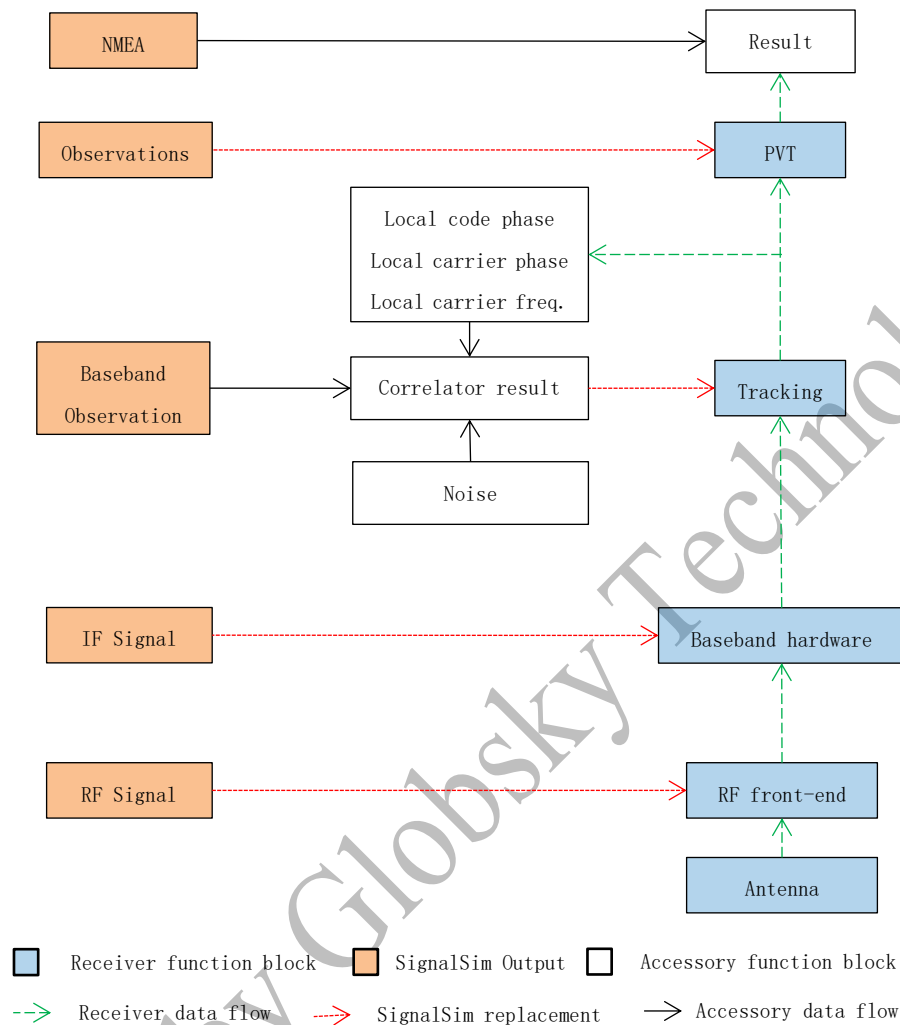 NMEA
Result
Observations
PVT
Local code phase
Local carrier phase
Local carrier freq.
Baseband
Observation
Correlator result
Tracking
Noise
IF Signal
Baseband hardware
RF Signal
RF front-end
Antenna
Receiver function block
SignalSim Output
Accessory function block
Receiver data flow
SignalSim replacement
Accessory data flow
by Globsky Technol